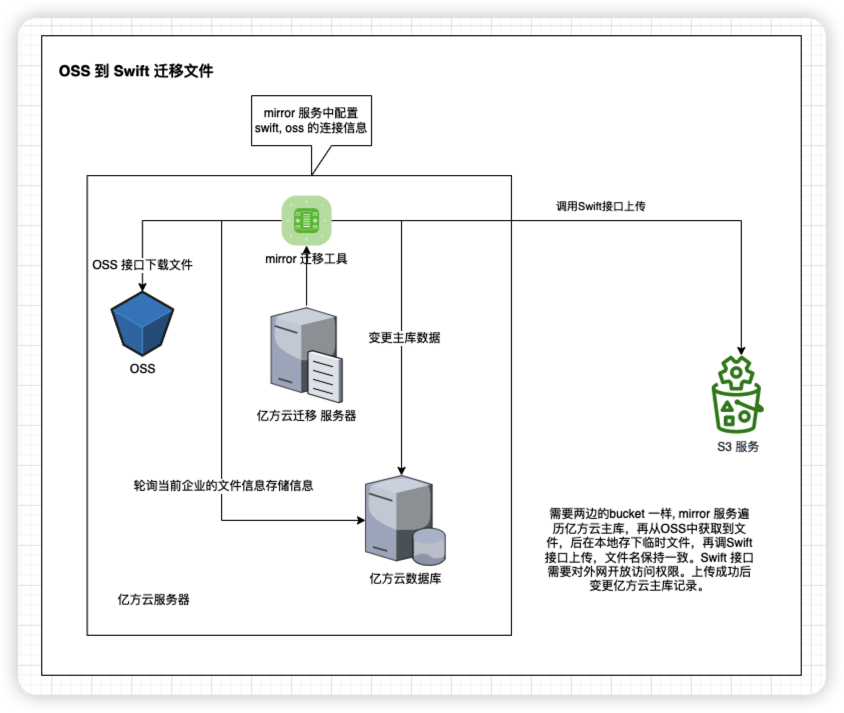 OSS 到 Swift 迁移文件
mirror 服务中配置
swift, oss 的连接信息
调用Swift接口上传
mirror 迁移工具
OSS 接口下载文件
OSS
变更主库数据
亿方云迁移 服务器
S3 服务
轮询当前企业的文件信息存储信息
需要两边的bucket 一样, mirror 服务遍
历亿方云主库，再从OSS中获取到文
件，后在本地存下临时文件，再调Swift
接口上传，文件名保持一致。Swift 接口
需要对外网开放访问权限。上传成功后
变更亿方云主库记录。
亿方云数据库
亿方云服务器